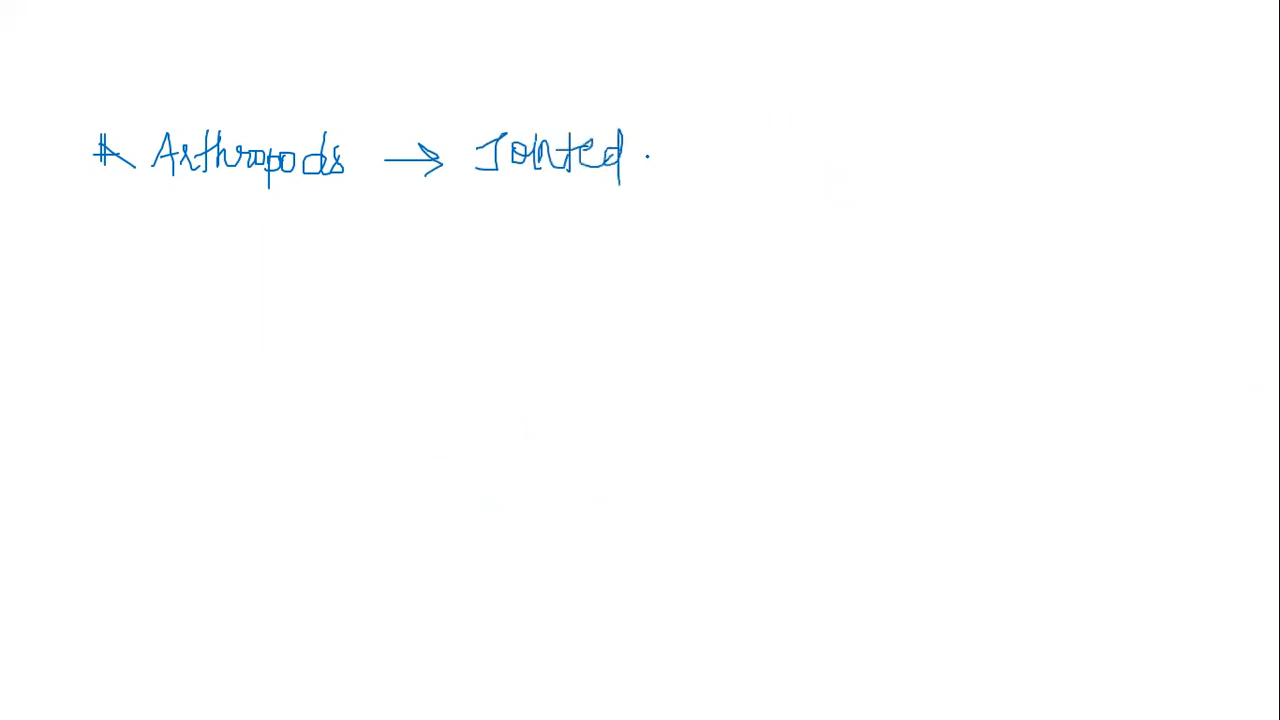 * Arthropods → Jointed .